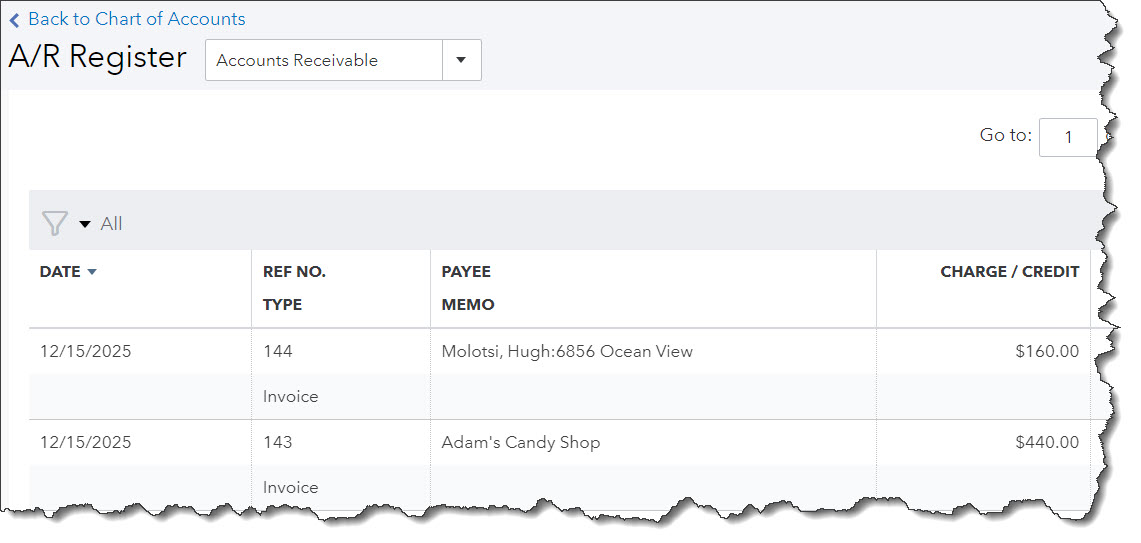 Back to Chart of Accounts
A/R Register Accounts Receivable
Go to: 1
All
DATE REF NO. PAYEE CHARGE / CREDIT
TYPE MEMO
12/15/2025 144 Molotsi, Hugh:6856 Ocean View $160.00
Invoice
12/15/2025 143 Adam's Candy Shop $440.00
Invoice